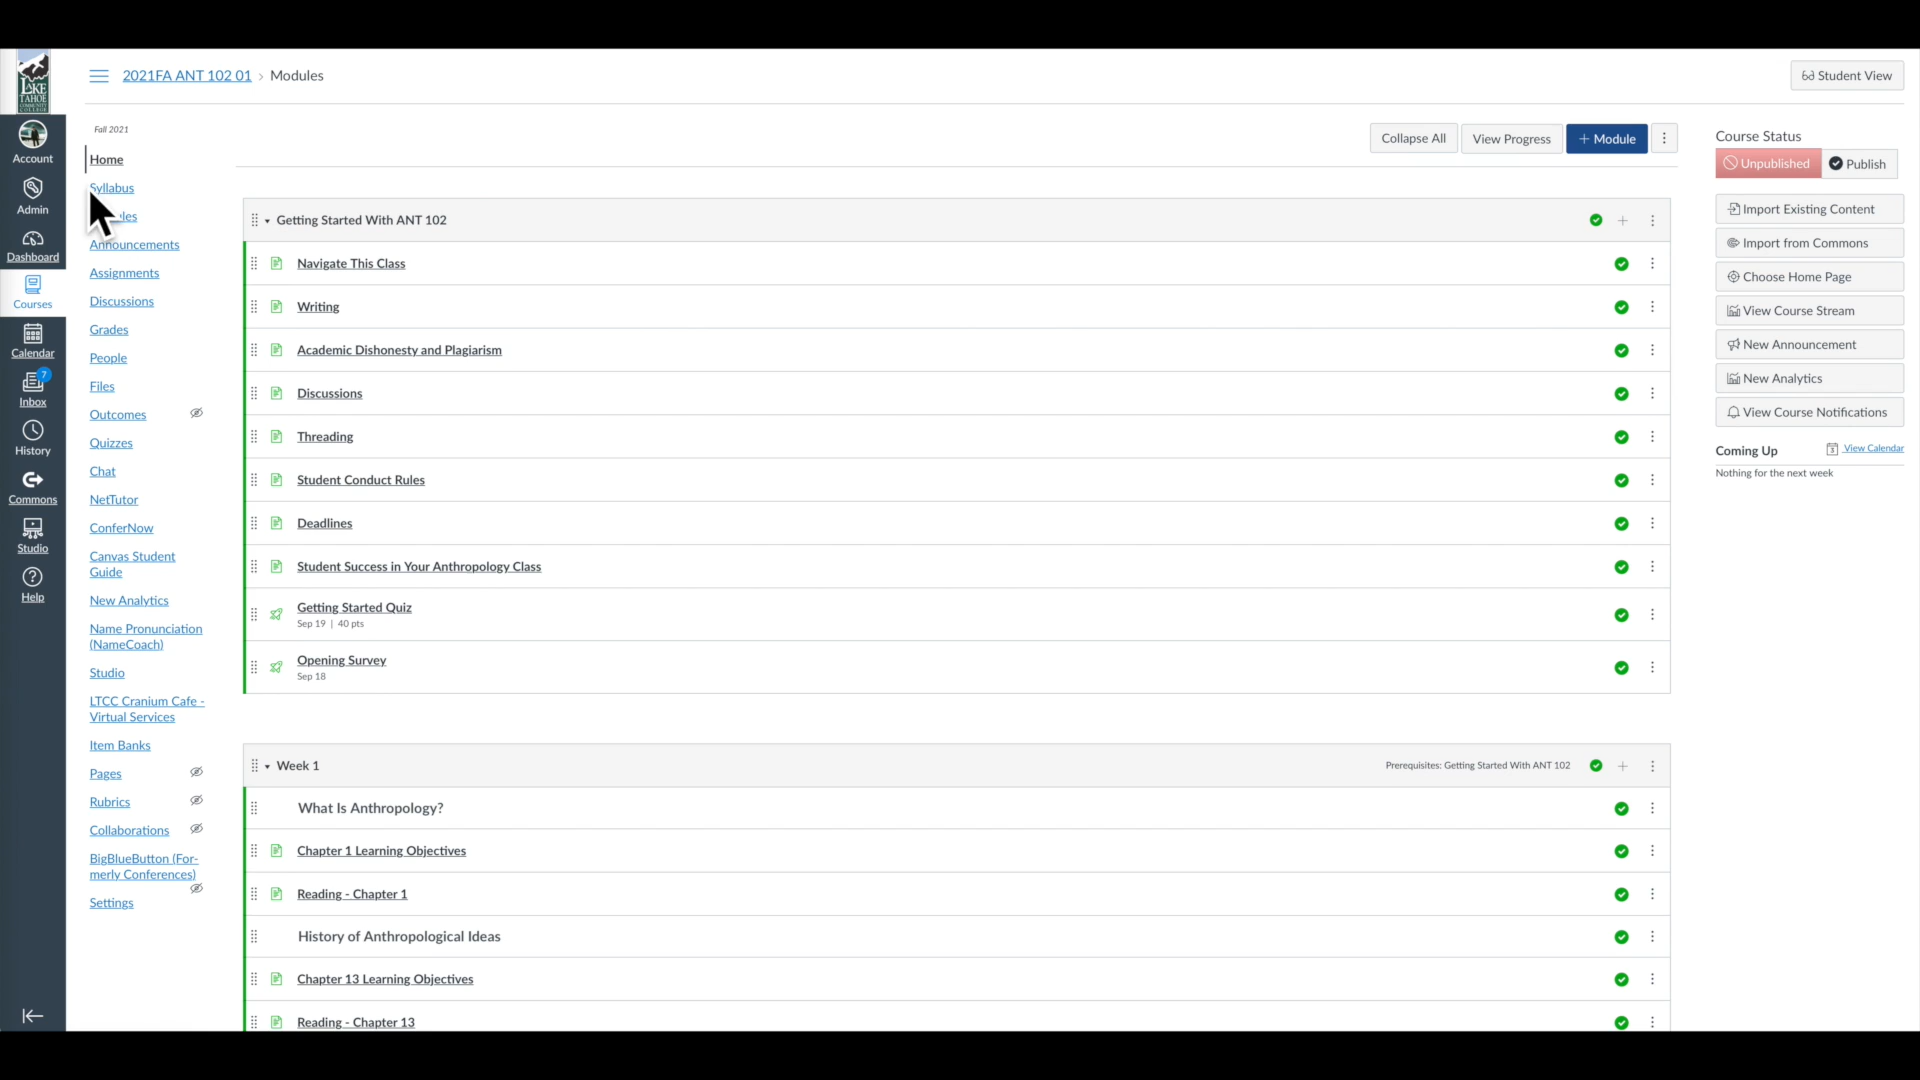 LAKE
TAHOE
COMMUNITY
COLLEGE
Account
Admin
Dashboard
Courses
Calendar
7
Inbox
History
Commons
Studio
Help
2021FA ANT 102 01 › Modules
Student View
Fall 2021
Home
Syllabus
Announcements
Assignments
Discussions
Grades
People
Files
Outcomes
Quizzes
Chat
NetTutor
ConferNow
Canvas Student
Guide
New Analytics
Name Pronunciation
(NameCoach)
Studio
LTCC Cranium Cafe -
Virtual Services
Item Banks
Pages
Rubrics
Collaborations
BigBlueButton (For-
merly Conferences)
Settings
Collapse All
View Progress
+ Module
Getting Started With ANT 102
Navigate This Class
Writing
Academic Dishonesty and Plagiarism
Discussions
Threading
Student Conduct Rules
Deadlines
Student Success in Your Anthropology Class
Getting Started Quiz
Sep 19 | 40 pts
Opening Survey
Sep 18
Week 1
Prerequisites: Getting Started With ANT 102
What Is Anthropology?
Chapter 1 Learning Objectives
Reading - Chapter 1
History of Anthropological Ideas
Chapter 13 Learning Objectives
Reading - Chapter 13
Course Status
Unpublished
Publish
Import Existing Content
Import from Commons
Choose Home Page
View Course Stream
New Announcement
New Analytics
View Course Notifications
Coming Up
View Calendar
Nothing for the next week